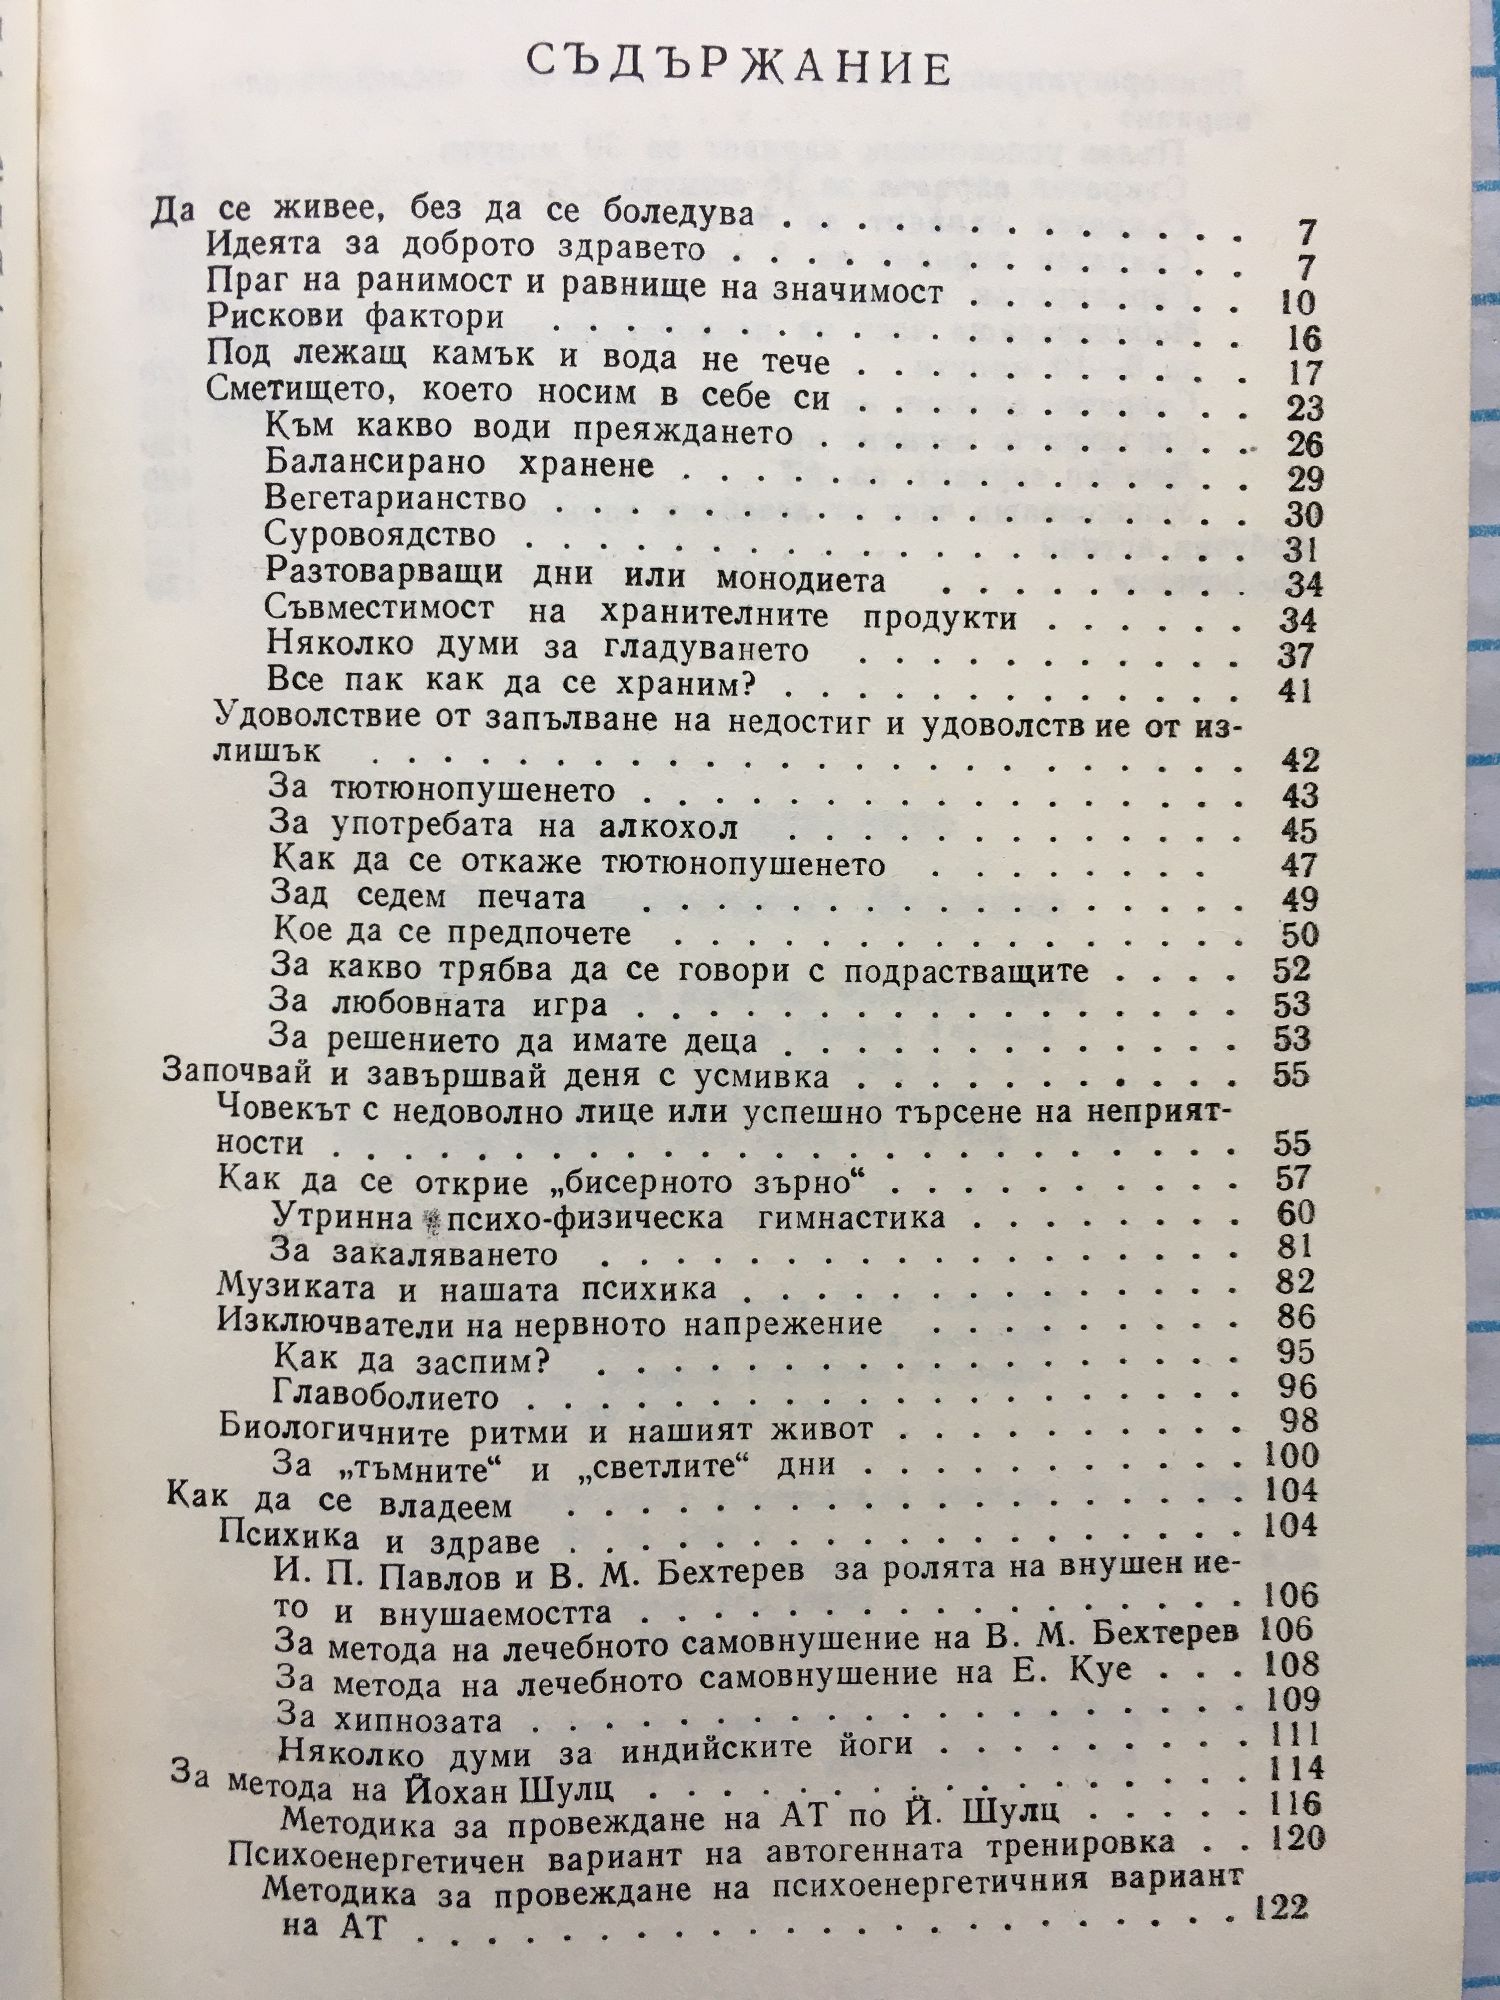 СЪДЪРЖАНИЕ
Да се живее, без да се боледува . . . . . . . . . . . . . 7
Идеята за доброто здравето . . . . . . . . . . . . . . 7
Праг на ранимост и равнище на значимост . . . . . . . . 10
Рискови фактори . . . . . . . . . . . . . . . . . . . 16
Под лежащ камък и вода не тече . . . . . . . . . . . 17
Сметището, което носим в себе си . . . . . . . . . . . 23
Към какво води преяждането . . . . . . . . . . . . 26
Балансирано хранене . . . . . . . . . . . . . . . . 29
Вегетарианство . . . . . . . . . . . . . . . . . . . 30
Суровоядство . . . . . . . . . . . . . . . . . . . . 31
Разтоварващи дни или монодиета . . . . . . . . . 34
Съвместимост на хранителните продукти . . . . . . 34
Няколко думи за гладуването . . . . . . . . . . . 37
Все пак как да се храним? . . . . . . . . . . . . . 41
Удоволствие от запълване на недостиг и удоволствие от из-
лишък . . . . . . . . . . . . . . . . . . . . . . . . 42
За тютюнопушенето . . . . . . . . . . . . . . . . . 43
За употребата на алкохол . . . . . . . . . . . . . 45
Как да се откаже тютюнопушенето . . . . . . . . 47
Зад седем печата . . . . . . . . . . . . . . . . . 49
Кое да се предпочете . . . . . . . . . . . . . . . 50
За какво трябва да се говори с подрастващите . . . . 52
За любовната игра . . . . . . . . . . . . . . . . . 53
За решението да имате деца . . . . . . . . . . . . . 53
Започвай и завършвай деня с усмивка . . . . . . . . . . . 55
Човекът с недоволно лице или успешно търсене на неприят-
ности . . . . . . . . . . . . . . . . . . . . . . . . . 55
Как да се открие „бисерното зърно“ . . . . . . . . . . 57
Утринна психо-физическа гимнастика . . . . . . . . 60
За закаляването . . . . . . . . . . . . . . . . . . 81
Музиката и нашата психика . . . . . . . . . . . . . . 82
Изключватели на нервното напрежение . . . . . . . . . 86
Как да заспим? . . . . . . . . . . . . . . . . . . 95
Главоболието . . . . . . . . . . . . . . . . . . . . 96
Биологичните ритми и нашият живот . . . . . . . . . . 98
За „тъмните“ и „светлите“ дни . . . . . . . . . . . 100
Как да се владеем . . . . . . . . . . . . . . . . . . . 104
Психика и здраве . . . . . . . . . . . . . . . . . . . 104
И. П. Павлов и В. М. Бехтерев за ролята на внушение-
то и внушаемостта . . . . . . . . . . . . . . . . . 106
За метода на лечебното самовнушение на В. М. Бехтерев 106
За метода на лечебното самовнушение на Е. Куе . . . 108
За хипнозата . . . . . . . . . . . . . . . . . . . 109
Няколко думи за индийските йоги . . . . . . . . . 111
За метода на Йохан Шулц . . . . . . . . . . . . . . . . . 114
Методика за провеждане на АТ по Й. Шулц . . . . . 116
Психоенергетичен вариант на автогенната тренировка . . 120
Методика за провеждане на психоенергетичния вариант
на АТ . . . . . . . . . . . . . . . . . . . . . . . 122